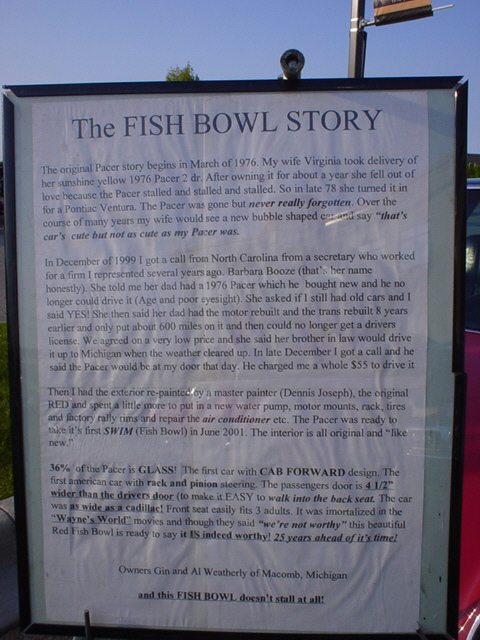 The FISH BOWL STORY
The original Pacer story begins in March of 1976. My wife Virginia took delivery of
her sunshine yellow 1976 Pacer 2 dr. After owning it for about a year she fell out of
love because the Pacer stalled and stalled and stalled. So in late 78 she turned it in
for a Pontiac Ventura. The Pacer was gone but never really forgotten. Over the
course of many years my wife would see a new bubble shaped car and say "that's
car's cute but not as cute as my Pacer was.
In December of 1999 I got a call from North Carolina from a secretary who worked
for a firm I represented several years ago. Barbara Booze (that's her name
honestly). She told me her dad had a 1976 Pacer which he bought new and he no
longer could drive it (Age and poor eyesight). She asked if I still had old cars and I
said YES! She then said her dad had the motor rebuilt and the trans rebuilt 8 years
earlier and only put about 600 miles on it and then could no longer get a drivers
license. We agreed on a very low price and she said her brother in law would drive
it up to Michigan when the weather cleared up. In late December I got a call and he
said the Pacer would be at my door that day. He charged me a whole $55 to drive it
Then I had the exterior re-painted by a master painter (Dennis Joseph), the original
RED and spent a little more to put in a new water pump, motor mounts, rack, tires
and factory rally rims and repair the air conditioner etc. The Pacer was ready to
take it's first SWIM (Fish Bowl) in June 2001. The interior is all original and "like
new."
36% of the Pacer is GLASS! The first car with CAB FORWARD design. The
first american car with rack and pinion steering. The passengers door is 4 1/2"
wider than the drivers door (to make it EASY to walk into the back seat. The car
was as wide as a cadillac! Front seat easily fits 3 adults. It was imortalized in the
"Wayne's World" movies and though they said "we're not worthy" this beautiful
Red Fish Bowl is ready to say it IS indeed worthy! 25 years ahead of it's time!
Owners Gin and Al Weatherly of Macomb, Michigan
and this FISH BOWL doesn't stall at all!